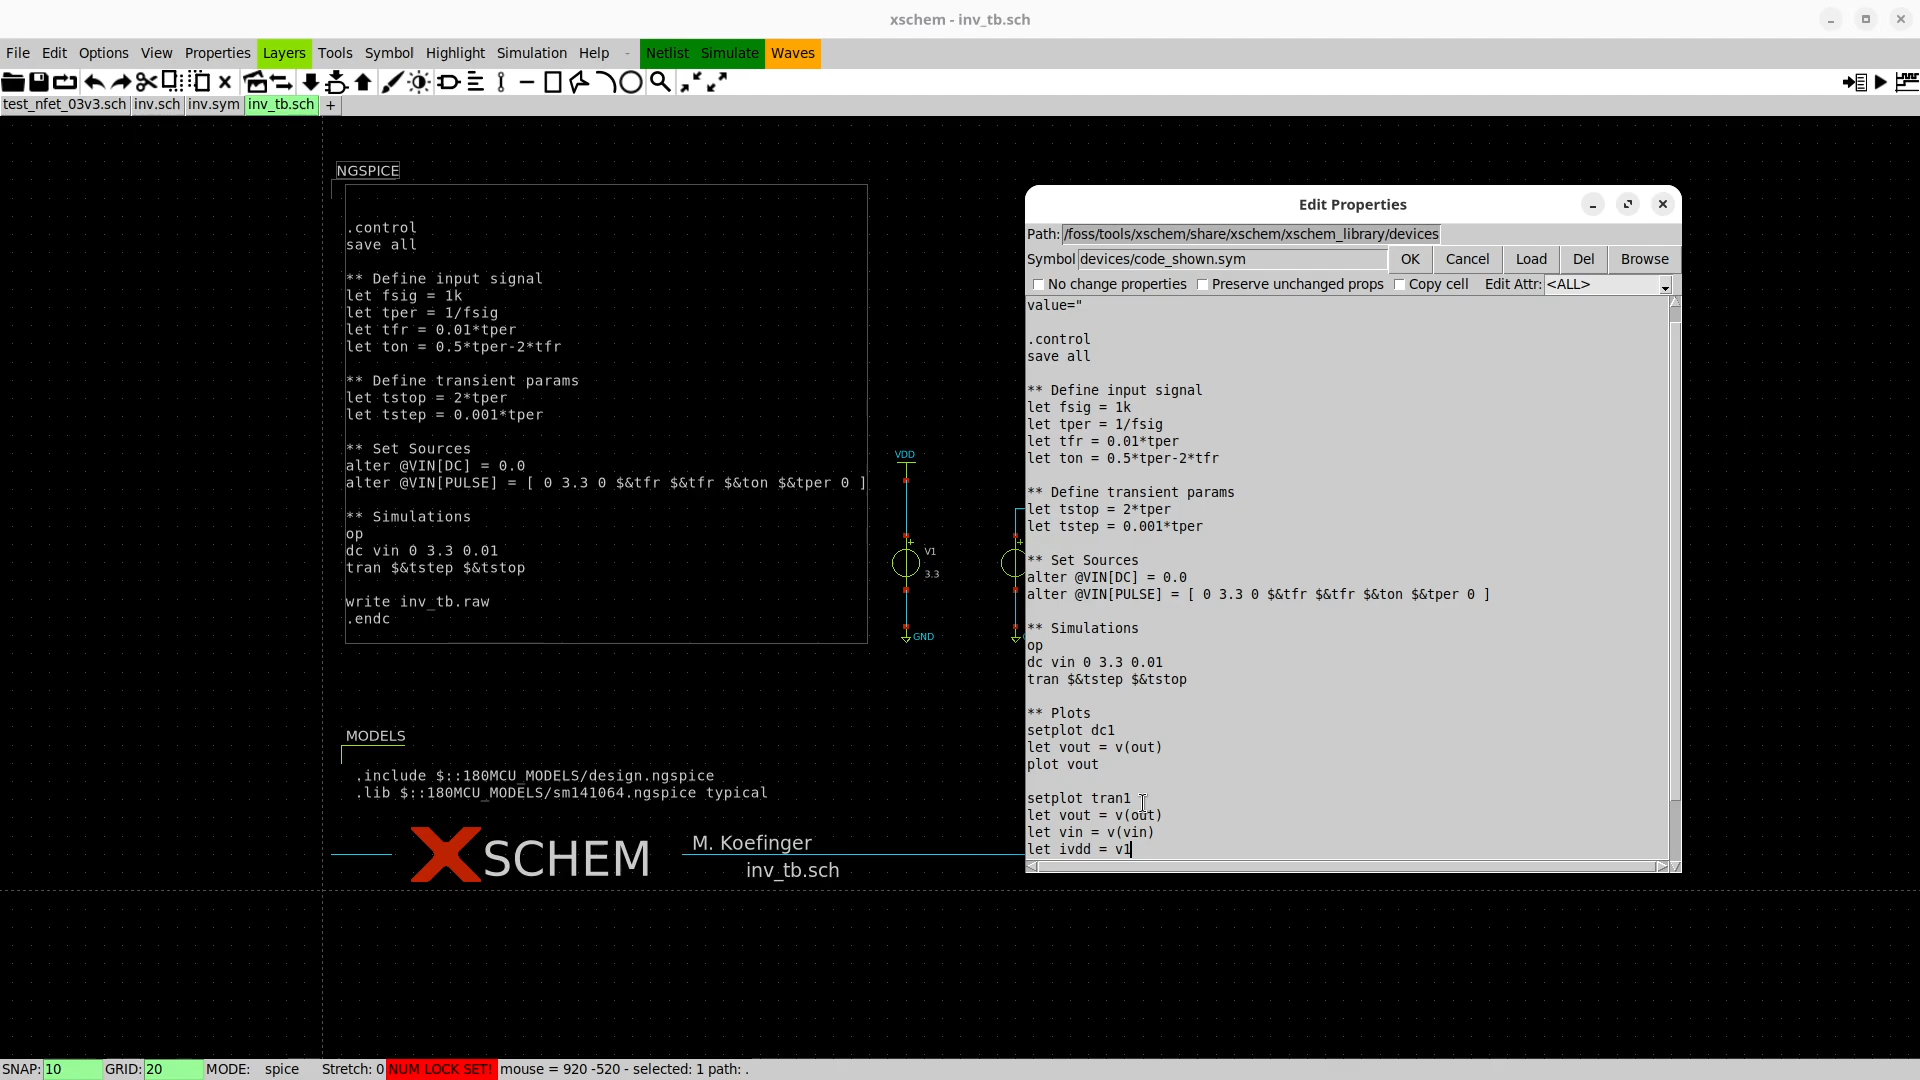 xschem - inv_tb.sch
File Edit Options View Properties Layers Tools Symbol Highlight Simulation Help - Netlist Simulate Waves
test_nfet_03v3.sch inv.sch inv.sym inv_tb.sch +
NGSPICE
.control
save all
** Define input signal
let fsig = 1k
let tper = 1/fsig
let tfr = 0.01*tper
let ton = 0.5*tper-2*tfr
** Define transient params
let tstop = 2*tper
let tstep = 0.001*tper
** Set Sources
alter @VIN[DC] = 0.0
alter @VIN[PULSE] = [ 0 3.3 0 $&tfr $&tfr $&ton $&tper 0 ]
** Simulations
op
dc vin 0 3.3 0.01
tran $&tstep $&tstop
write inv_tb.raw
.endc
VDD
V1
3.3
GND
MODELS
.include $::180MCU_MODELS/design.ngspice
.lib $::180MCU_MODELS/sm141064.ngspice typical
XSCHEM
M. Koefinger
inv_tb.sch
Edit Properties
Path: /foss/tools/xschem/share/xschem/xschem_library/devices
Symbol devices/code_shown.sym OK Cancel Load Del Browse
No change properties Preserve unchanged props Copy cell Edit Attr: <ALL>
value="
.control
save all
** Define input signal
let fsig = 1k
let tper = 1/fsig
let tfr = 0.01*tper
let ton = 0.5*tper-2*tfr
** Define transient params
let tstop = 2*tper
let tstep = 0.001*tper
** Set Sources
alter @VIN[DC] = 0.0
alter @VIN[PULSE] = [ 0 3.3 0 $&tfr $&tfr $&ton $&tper 0 ]
** Simulations
op
dc vin 0 3.3 0.01
tran $&tstep $&tstop
** Plots
setplot dc1
let vout = v(out)
plot vout
setplot tran1
let vout = v(out)
let vin = v(vin)
let ivdd = v1
SNAP: 10 GRID: 20 MODE: spice Stretch: 0 NUM LOCK SET! mouse = 920 -520 - selected: 1 path: .